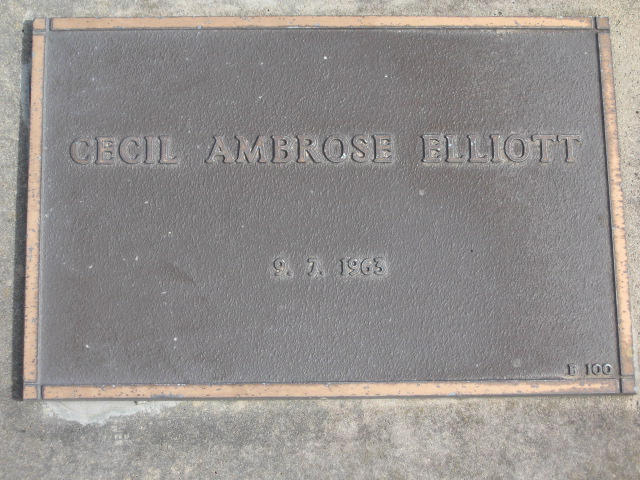 CECIL AMBROSE ELLIOTT
9. 7. 1963
E 100